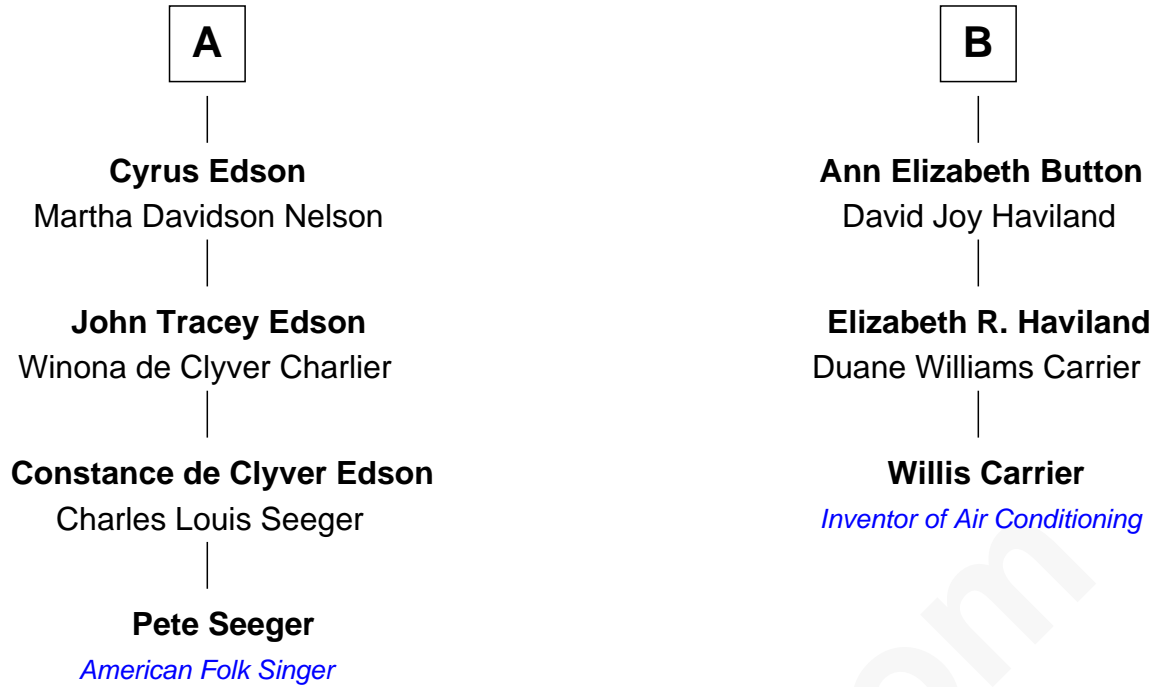 A
Cyrus Edson
Martha Davidson Nelson
John Tracey Edson
Winona de Clyver Charlier
Constance de Clyver Edson
Charles Louis Seeger
Pete Seeger
American Folk Singer
B
Ann Elizabeth Button
David Joy Haviland
Elizabeth R. Haviland
Duane Williams Carrier
Willis Carrier
Inventor of Air Conditioning